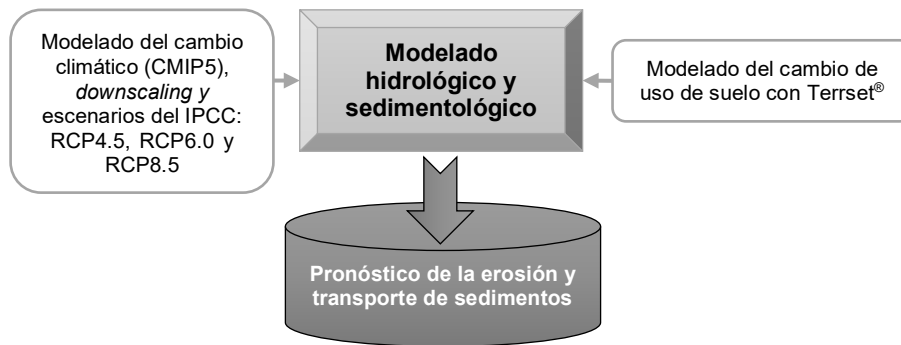 Modelado del cambio
climático (CMIP5),
downscaling y
escenarios del IPCC:
RCP4.5, RCP6.0 y
RCP8.5
Modelado
hidrológico y
sedimentológico
Modelado del cambio de
uso de suelo con Terrset®
Pronóstico de la erosión y
transporte de sedimentos